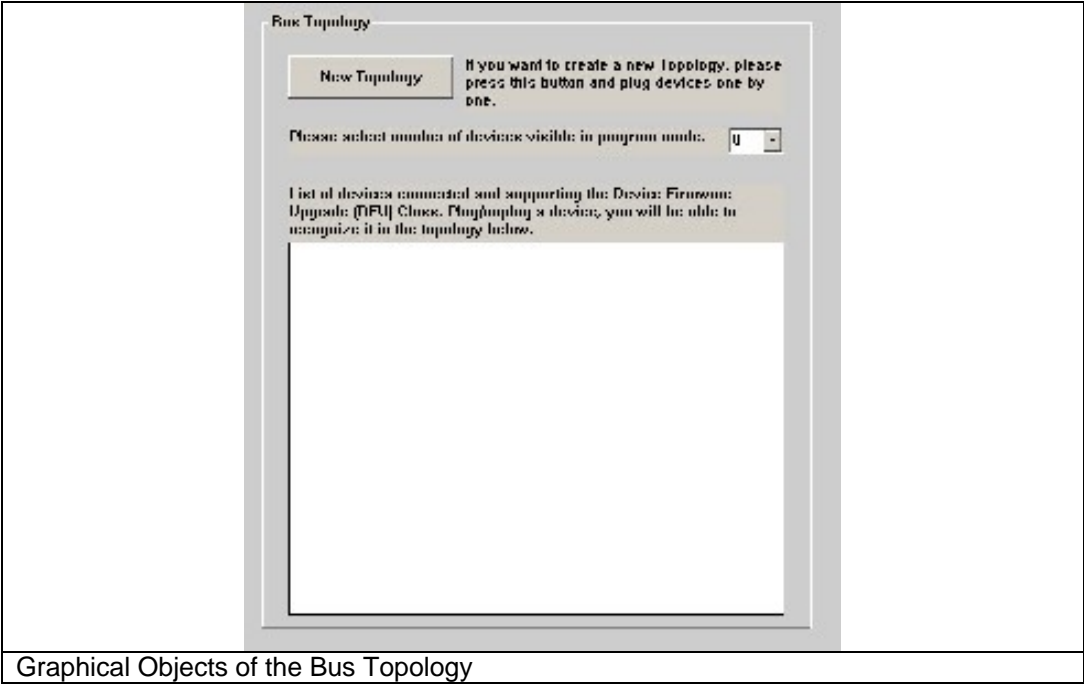 Bus Topology
New Topology
If you want to create a new Topology, please
press this button and plug devices one by
one.
Please select number of devices visible in program mode.
0
List of devices connected and supporting the Device Firmware
Upgrade (DFU) Class. Plug/unplug a device, you will be able to
recognize it in the topology below.
Graphical Objects of the Bus Topology